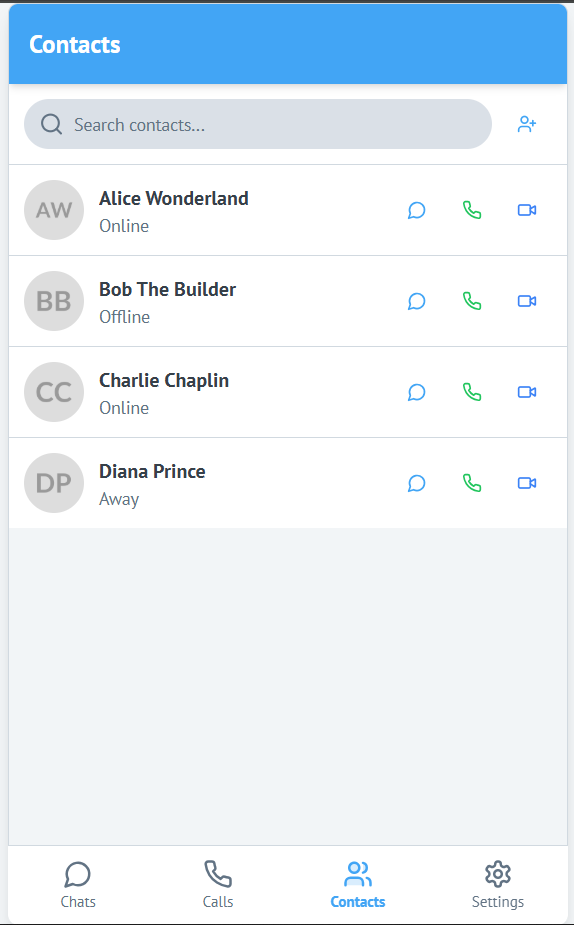 Contacts
Search contacts...
AW
Alice Wonderland
Online
BB
Bob The Builder
Offline
CC
Charlie Chaplin
Online
DP
Diana Prince
Away
Chats Calls Contacts Settings